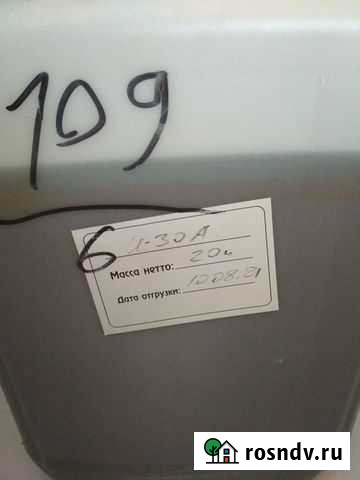 109
6
И-30А
Масса нетто: 20л
Дата отгрузки: 10.08.21
rosndv.ru